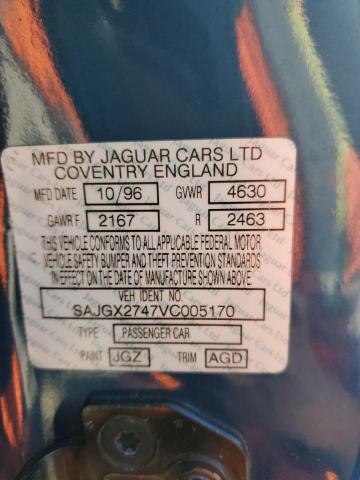 MFD BY JAGUAR CARS LTD
COVENTRY ENGLAND
MFD DATE 10/96 GVWR 4630
GAWR F 2167 R 2463
THIS VEHICLE CONFORMS TO ALL APPLICABLE FEDERAL MOTOR
VEHICLE SAFETY BUMPER AND THEFT PREVENTION STANDARDS
IN EFFECT ON THE DATE OF MANUFACTURE SHOWN ABOVE
VEH IDENT NO.
SAJGX2747VC005170
TYPE PASSENGER CAR
PAINT JGZ TRIM AGD